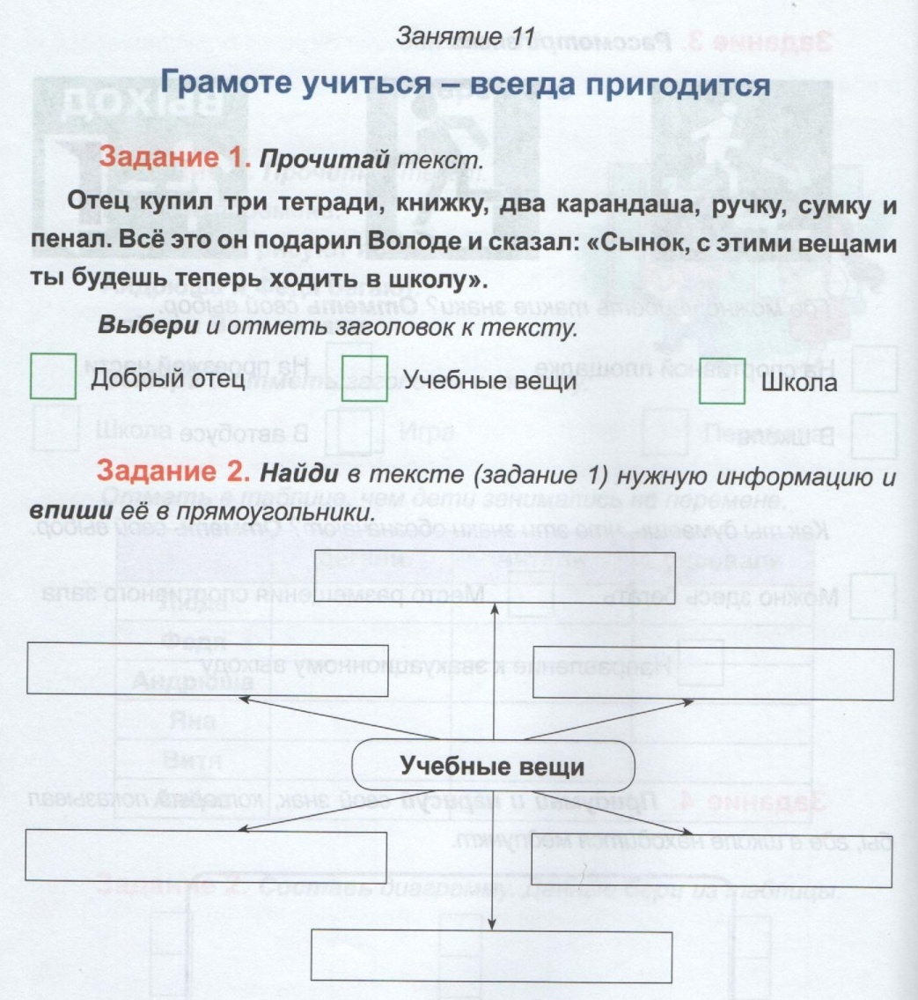 Занятие 11
Грамоте учиться – всегда пригодится
Задание 1. Прочитай текст.
Отец купил три тетради, книжку, два карандаша, ручку, сумку и
пенал. Всё это он подарил Володе и сказал: «Сынок, с этими вещами
ты будешь теперь ходить в школу».
Выбери и отметь заголовок к тексту.
Добрый отец Учебные вещи Школа
Задание 2. Найди в тексте (задание 1) нужную информацию и
впиши её в прямоугольники.
Учебные вещи